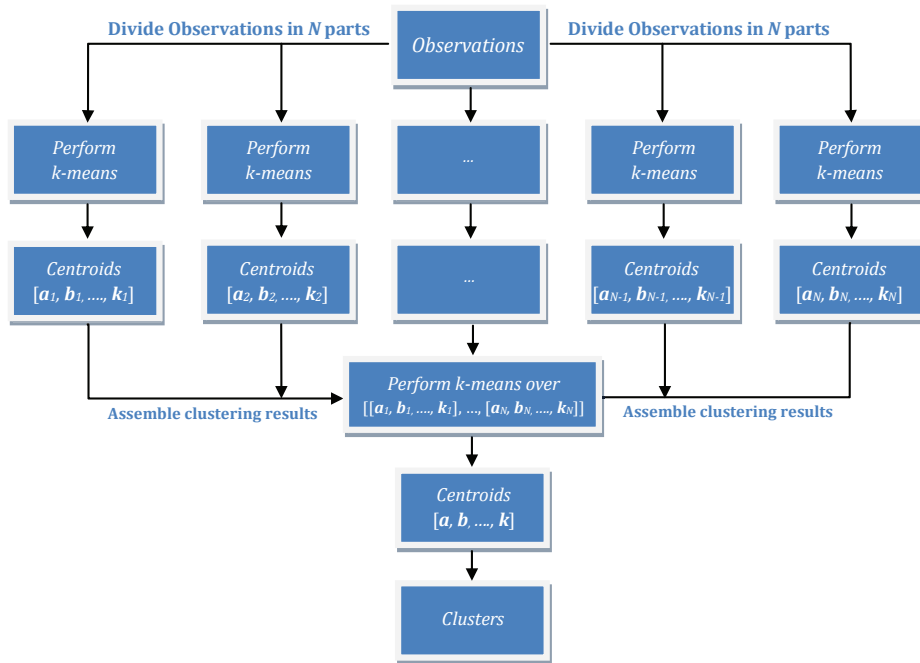 Divide Observations in N parts
Observations
Divide Observations in N parts
Perform
k-means
Perform
k-means
...
Perform
k-means
Perform
k-means
Centroids
[a1, b1, ...., k1]
Centroids
[a2, b2, ...., k2]
...
Centroids
[aN-1, bN-1, ...., kN-1]
Centroids
[aN, bN, ...., kN]
Perform k-means over
[[a1, b1, ...., k1], ..., [aN, bN, ...., kN]]
Assemble clustering results
Assemble clustering results
Centroids
[a, b, ...., k]
Clusters